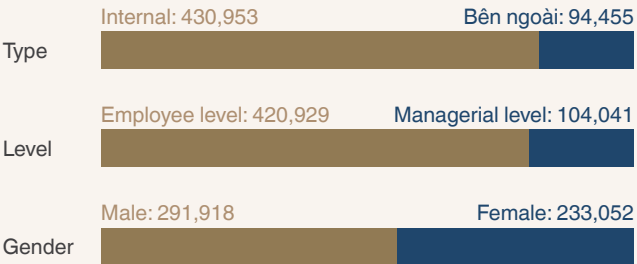 Internal: 430,953 Bên ngoài: 94,455
Type
Employee level: 420,929 Managerial level: 104,041
Level
Male: 291,918 Female: 233,052
Gender